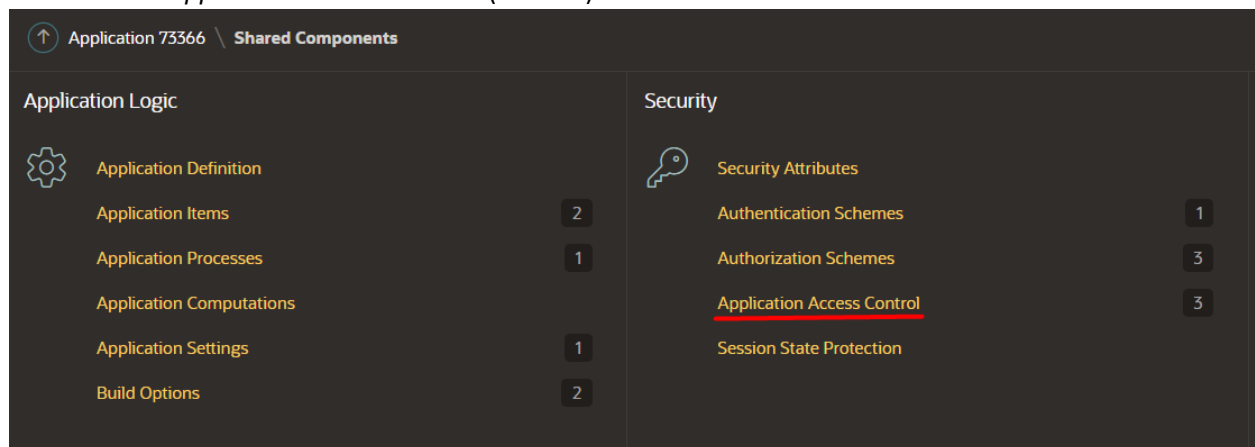 Application 73366 \ Shared Components
Application Logic
Application Definition
Application Items 2
Application Processes 1
Application Computations
Application Settings 1
Build Options 2
Security
Security Attributes
Authentication Schemes 1
Authorization Schemes 3
Application Access Control 3
Session State Protection